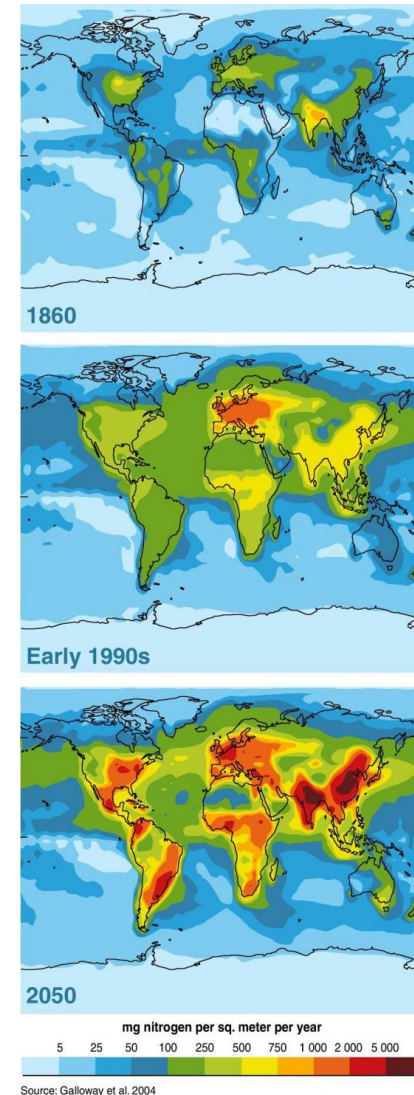 1860
Early 1990s
2050
mg nitrogen per sq. meter per year
5 25 50 100 250 500 750 1 000 2 000 5 000
Source: Galloway et al. 2004